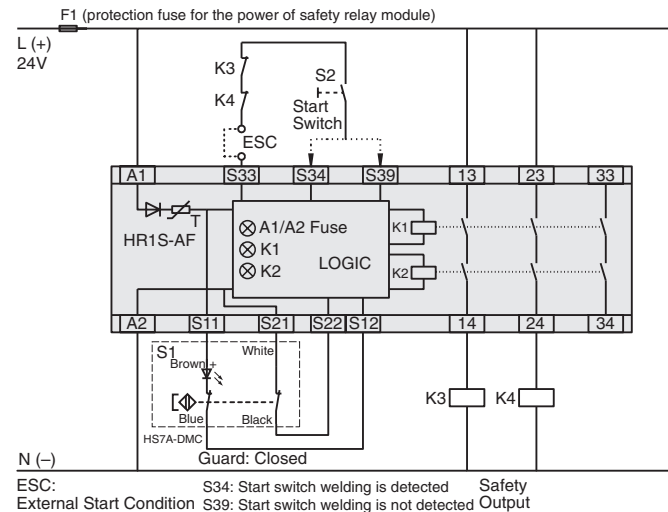 F1 (protection fuse for the power of safety relay module)
L (+)
24V
K3
K4
S2
Start
Switch
ESC
A1 S33 S34 S39 13 23 33
T
HR1S-AF
A1/A2 Fuse
K1
K2
LOGIC
K1
K2
A2 S11 S21 S22 S12 14 24 34
S1
White
Brown +
Blue
Black
HS7A-DMC
K3
K4
N (–)
Guard: Closed
ESC:
External Start Condition
S34: Start switch welding is detected
S39: Start switch welding is not detected
Safety
Output